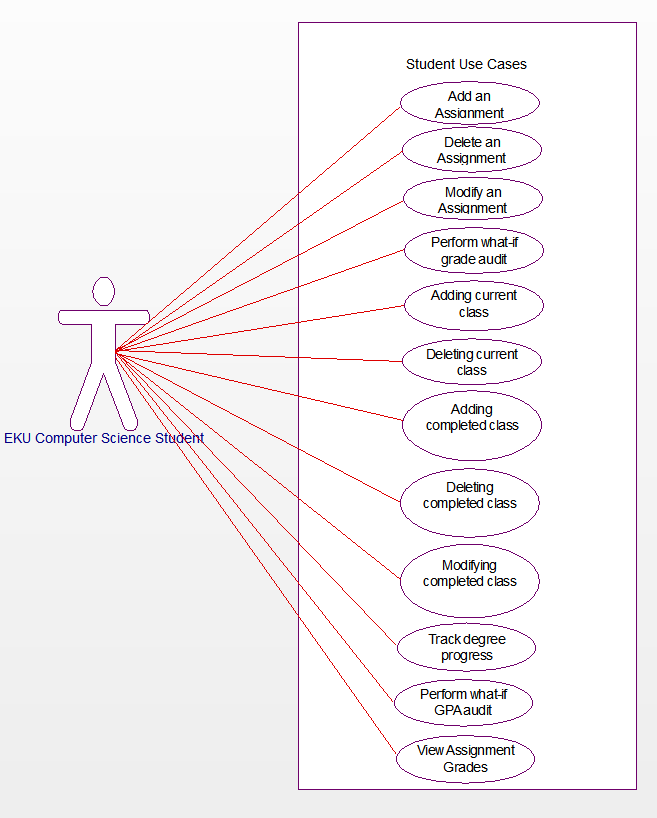 Student Use Cases
Add an
Assignment
Delete an
Assignment
Modify an
Assignment
Perform what-if
grade audit
Adding current
class
Deleting current
class
Adding
completed class
EKU Computer Science Student
Deleting
completed class
Modifying
completed class
Track degree
progress
Perform what-if
GPA audit
View Assignment
Grades